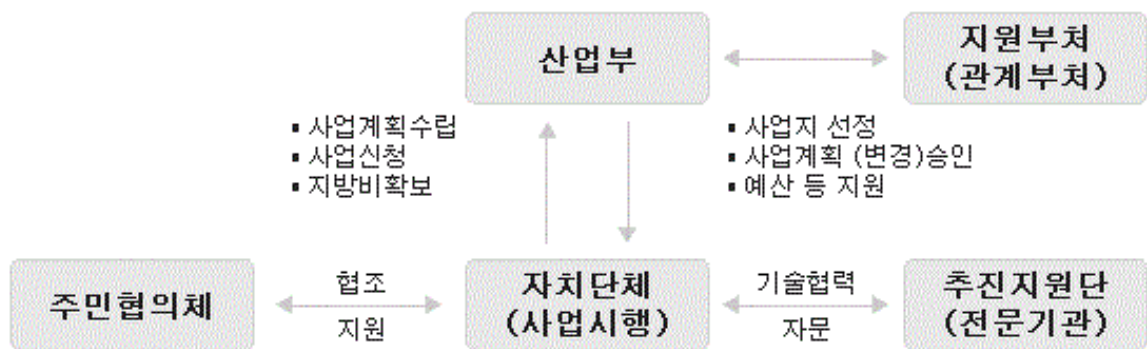 산업부
지원부처
(관계부처)
▪ 사업계획수립
▪ 사업신청
▪ 지방비확보
▪ 사업지 선정
▪ 사업계획 (변경)승인
▪ 예산 등 지원
주민협의체
협조
지원
자치단체
(사업시행)
기술협력
자문
추진지원단
(전문기관)